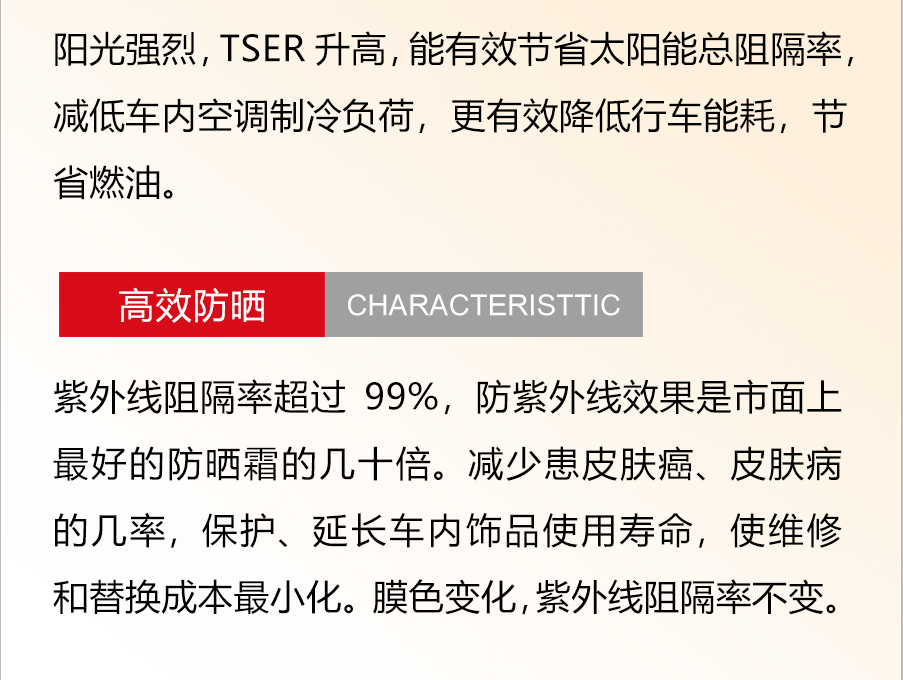 阳光强烈，TSER 升高，能有效节省太阳能总阻隔率，
减低车内空调制冷负荷，更有效降低行车能耗，节
省燃油。
高效防晒 CHARACTERISTTIC
紫外线阻隔率超过 99%，防紫外线效果是市面上
最好的防晒霜的几十倍。减少患皮肤癌、皮肤病
的几率，保护、延长车内饰品使用寿命，使维修
和替换成本最小化。膜色变化，紫外线阻隔率不变。